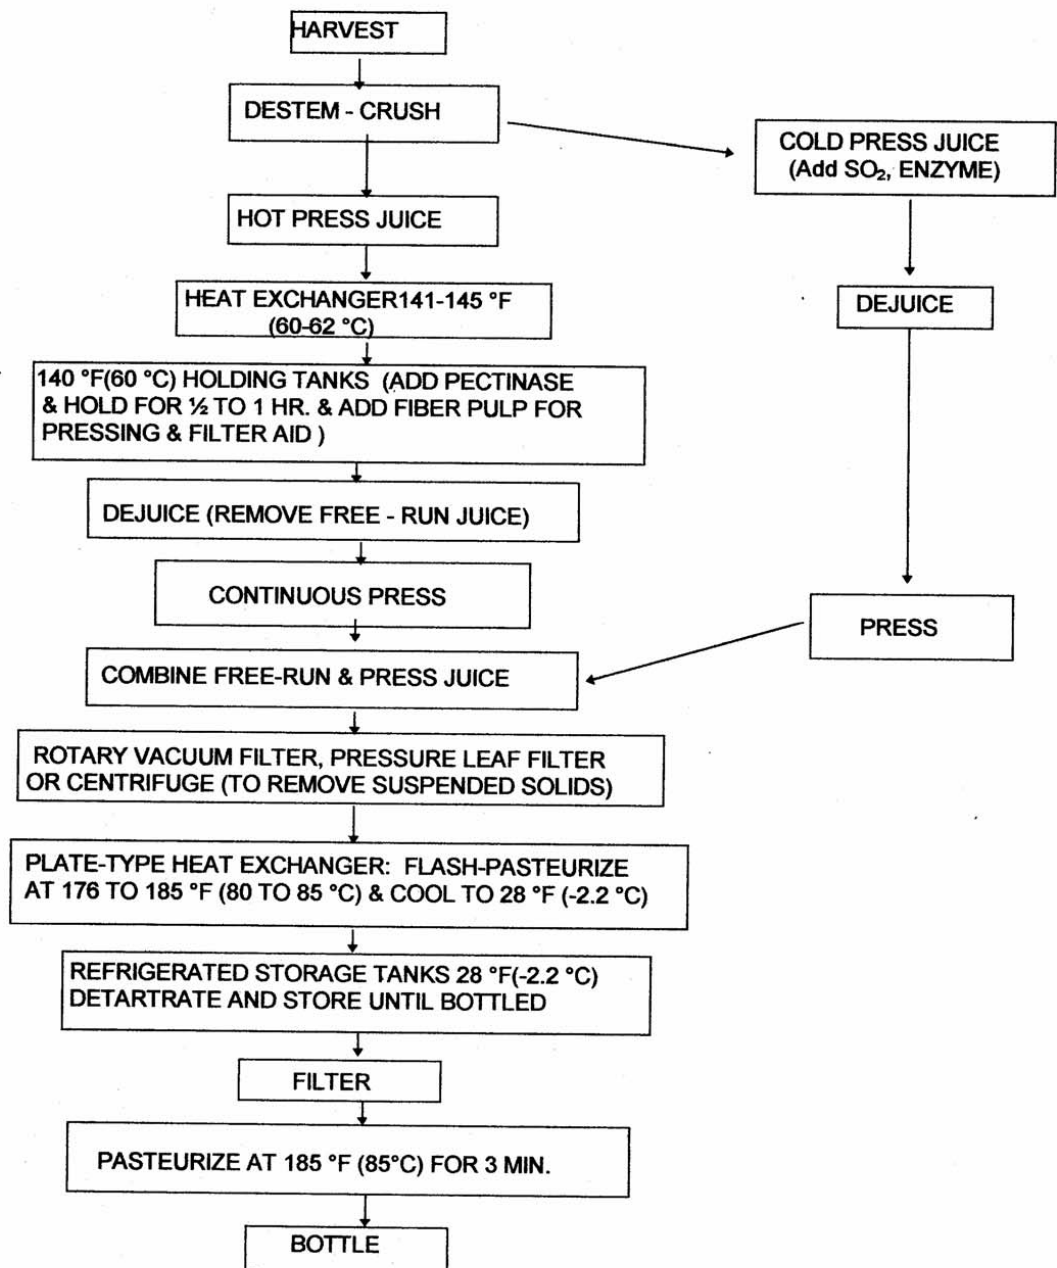 HARVEST
DESTEM - CRUSH
COLD PRESS JUICE
(Add SO₂, ENZYME)
HOT PRESS JUICE
HEAT EXCHANGER141-145 °F
(60-62 °C)
DEJUICE
140 °F(60 °C) HOLDING TANKS (ADD PECTINASE
& HOLD FOR ½ TO 1 HR. & ADD FIBER PULP FOR
PRESSING & FILTER AID )
DEJUICE (REMOVE FREE - RUN JUICE)
CONTINUOUS PRESS
PRESS
COMBINE FREE-RUN & PRESS JUICE
ROTARY VACUUM FILTER, PRESSURE LEAF FILTER
OR CENTRIFUGE (TO REMOVE SUSPENDED SOLIDS)
PLATE-TYPE HEAT EXCHANGER: FLASH-PASTEURIZE
AT 176 TO 185 °F (80 TO 85 °C) & COOL TO 28 °F (-2.2 °C)
REFRIGERATED STORAGE TANKS 28 °F(-2.2 °C)
DETARTRATE AND STORE UNTIL BOTTLED
FILTER
PASTEURIZE AT 185 °F (85°C) FOR 3 MIN.
BOTTLE